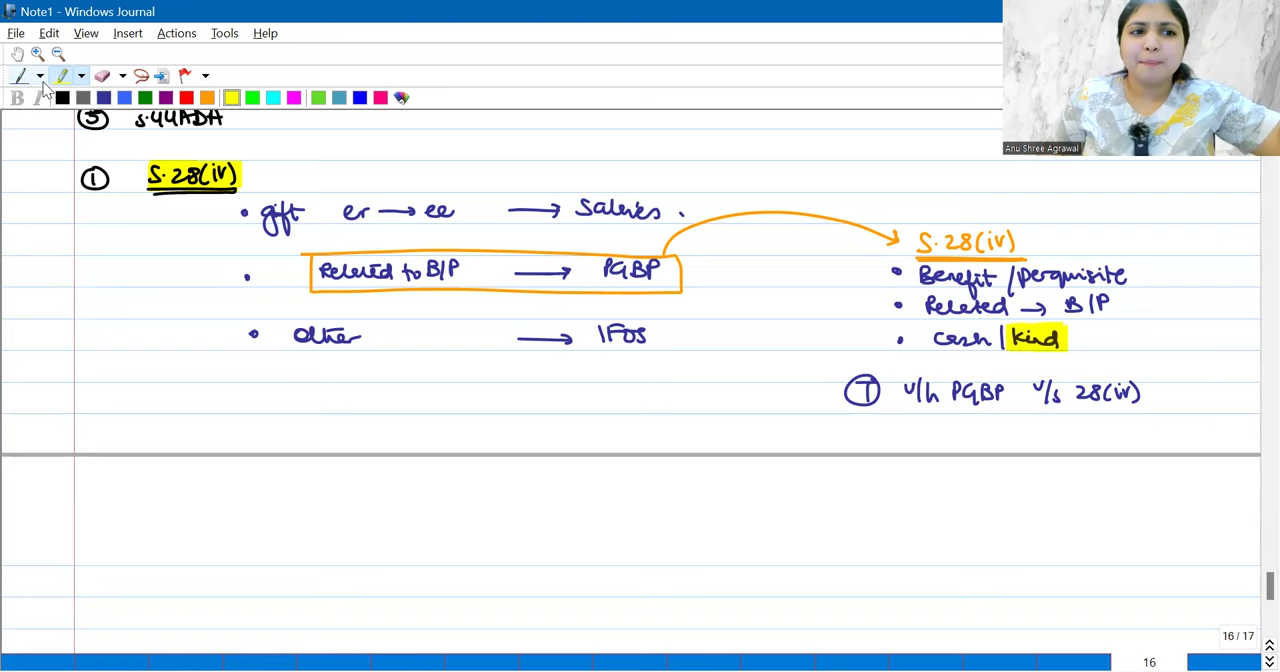 Note1 - Windows Journal
File Edit View Insert Actions Tools Help
B I
Anu Shree Agrawal
③ S.44ADA
① S.28(iv)
• gift er → ee → Salaries.
• Related to B/P → PGBP
• Other → IFOS
S.28(iv)
• Benefit / perquisite
• Related → B/P
• cash / kind
Ⓣ u/h PGBP u/s 28(iv)
16 / 17
16